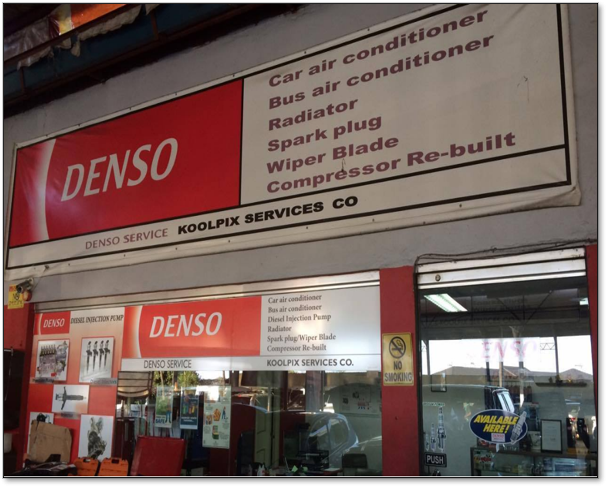 DENSO
Car air conditioner
Bus air conditioner
Radiator
Spark plug
Wiper Blade
Compressor Re-built
DENSO SERVICE KOOLPIX SERVICES CO
DENSO DIESEL INJECTION PUMP
DENSO
Car air conditioner
Bus air conditioner
Diesel Injection Pump
Radiator
Spark plug/Wiper Blade
Compressor Re-built
DENSO SERVICE KOOLPIX SERVICES CO.
NO
SMOKING
AVAILABLE
HERE!
PUSH